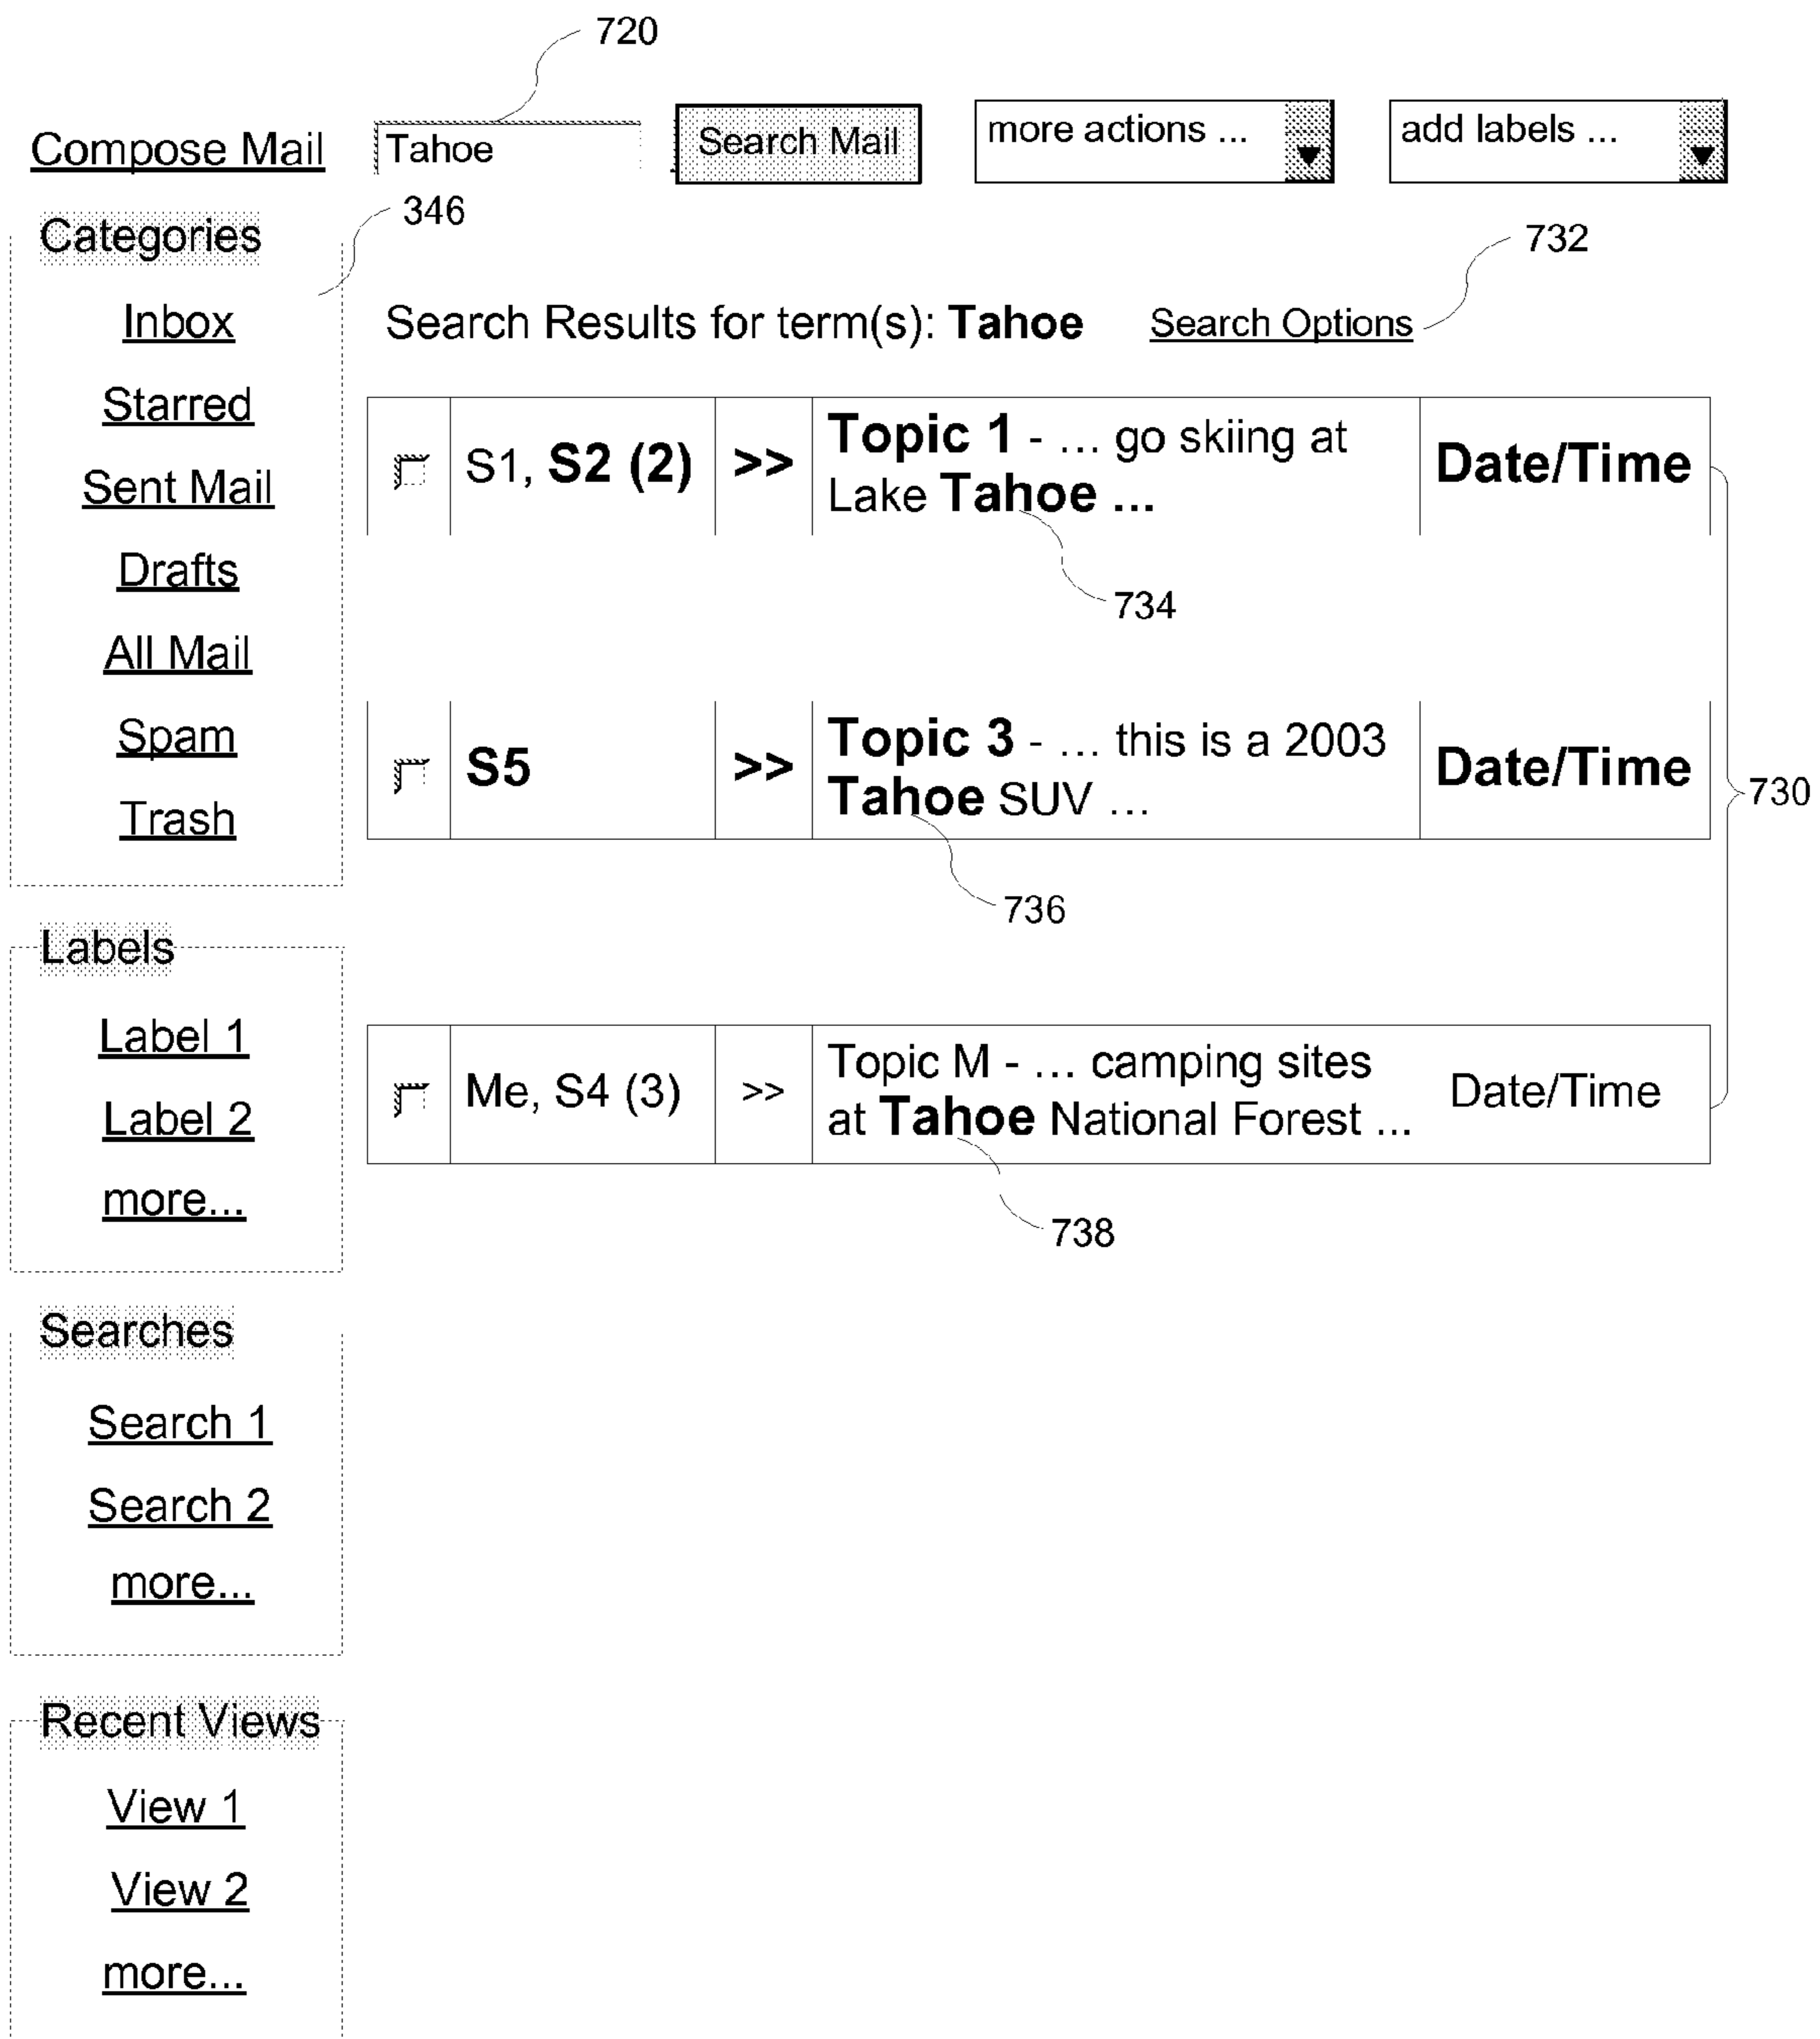 720
Compose Mail Tahoe Search Mail more actions ... add labels ...
346
Categories
732
Inbox
Search Results for term(s): Tahoe Search Options
Starred
Sent Mail
Drafts
All Mail
Spam
Trash
S1, S2 (2) >> Topic 1 - ... go skiing at Date/Time
Lake Tahoe ...
734
S5 >> Topic 3 - ... this is a 2003 Date/Time
Tahoe SUV ...
730
736
Labels
Label 1
Label 2
more...
Me, S4 (3) >> Topic M - ... camping sites Date/Time
at Tahoe National Forest ...
738
Searches
Search 1
Search 2
more...
Recent Views
View 1
View 2
more...